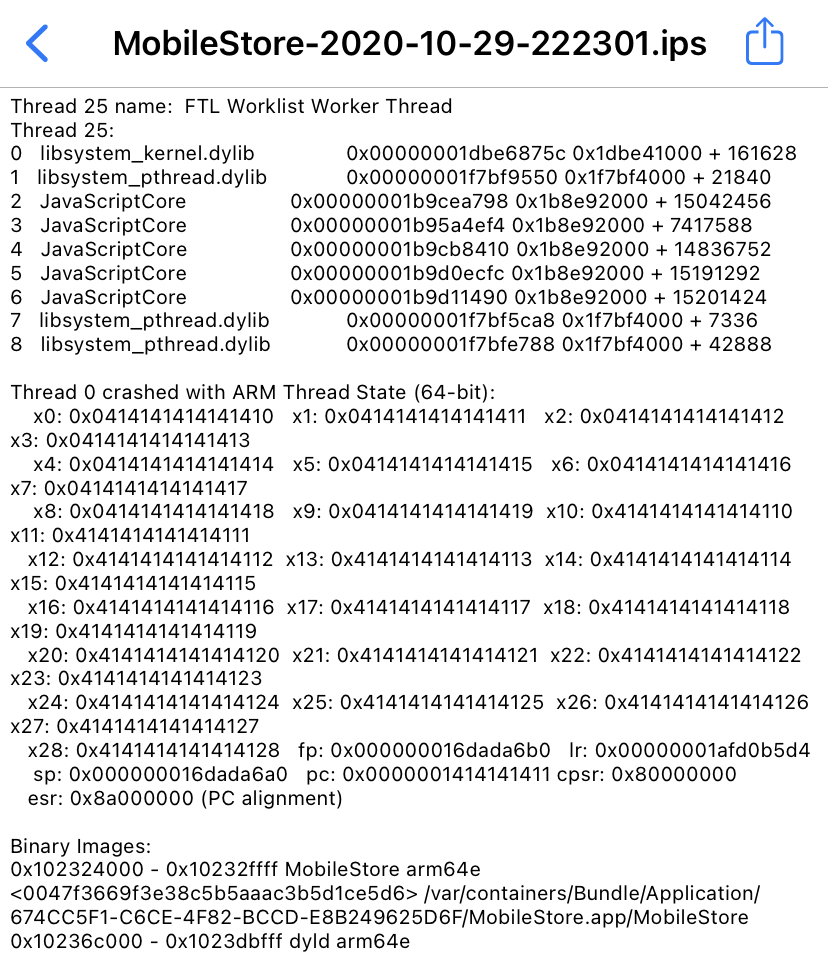 MobileStore-2020-10-29-222301.ips
Thread 25 name:  FTL Worklist Worker Thread
Thread 25:
0   libsystem_kernel.dylib        	0x00000001dbe6875c 0x1dbe41000 + 161628
1   libsystem_pthread.dylib       	0x00000001f7bf9550 0x1f7bf4000 + 21840
2   JavaScriptCore                	0x00000001b9cea798 0x1b8e92000 + 15042456
3   JavaScriptCore                	0x00000001b95a4ef4 0x1b8e92000 + 7417588
4   JavaScriptCore                	0x00000001b9cb8410 0x1b8e92000 + 14836752
5   JavaScriptCore                	0x00000001b9d0ecfc 0x1b8e92000 + 15191292
6   JavaScriptCore                	0x00000001b9d11490 0x1b8e92000 + 15201424
7   libsystem_pthread.dylib       	0x00000001f7bf5ca8 0x1f7bf4000 + 7336
8   libsystem_pthread.dylib       	0x00000001f7bfe788 0x1f7bf4000 + 42888
Thread 0 crashed with ARM Thread State (64-bit):
x0: 0x0414141414141410   x1: 0x0414141414141411   x2: 0x0414141414141412
x3: 0x0414141414141413
x4: 0x0414141414141414   x5: 0x0414141414141415   x6: 0x0414141414141416
x7: 0x0414141414141417
x8: 0x0414141414141418   x9: 0x0414141414141419  x10: 0x4141414141414110
x11: 0x4141414141414111
x12: 0x4141414141414112  x13: 0x4141414141414113  x14: 0x4141414141414114
x15: 0x4141414141414115
x16: 0x4141414141414116  x17: 0x4141414141414117  x18: 0x4141414141414118
x19: 0x4141414141414119
x20: 0x4141414141414120  x21: 0x4141414141414121  x22: 0x4141414141414122
x23: 0x4141414141414123
x24: 0x4141414141414124  x25: 0x4141414141414125  x26: 0x4141414141414126
x27: 0x4141414141414127
x28: 0x4141414141414128   fp: 0x000000016dada6b0   lr: 0x00000001afd0b5d4
sp: 0x000000016dada6a0   pc: 0x0000001414141411 cpsr: 0x80000000
esr: 0x8a000000 (PC alignment)
Binary Images:
0x102324000 - 0x10232ffff MobileStore arm64e
<0047f3669f3e38c5b5aaac3b5d1ce5d6> /var/containers/Bundle/Application/
674CC5F1-C6CE-4F82-BCCD-E8B249625D6F/MobileStore.app/MobileStore
0x10236c000 - 0x1023dbfff dyld arm64e